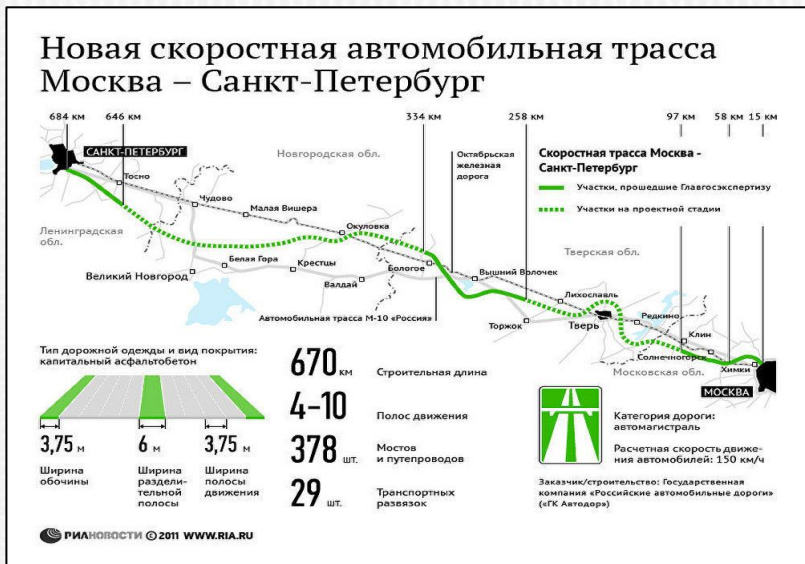 Новая скоростная автомобильная трасса
Москва – Санкт-Петербург
684 км
646 км
334 км
258 км
97 км
58 км
15 км
САНКТ-ПЕТЕРБУРГ
Тосно
Новгородская обл.
Октябрьская
железная
дорога
Скоростная трасса Москва -
Санкт-Петербург
Участки, прошедшие Главгосэкспертизу
Участки на проектной стадии
Чудово
Малая Вишера
Окуловка
Ленинградская
обл.
Белая Гора
Крестцы
Великий Новгород
Валдай
Бологое
Вышний Волочек
Тверская обл.
Автомобильная трасса М-10 «Россия»
Лихославль
Торжок
Тверь
Редкино
Клин
Солнечногорск
Химки
Московская обл.
МОСКВА
Тип дорожной одежды и вид покрытия:
капитальный асфальтобетон
3,75 м
Ширина
обочины
6 м
Ширина
раздели-
тельной
полосы
3,75 м
Ширина
полосы
движения
670 км
Строительная длина
4–10
Полос движения
378 шт.
Мостов
и путепроводов
29 шт.
Транспортных
развязок
Категория дороги:
автомагистраль
Расчетная скорость движе-
ния автомобилей: 150 км/ч
Заказчик/строительство: Государственная
компания «Российские автомобильные дороги»
(«ГК Автодор»)
РИАНОВОСТИ © 2011 WWW.RIA.RU